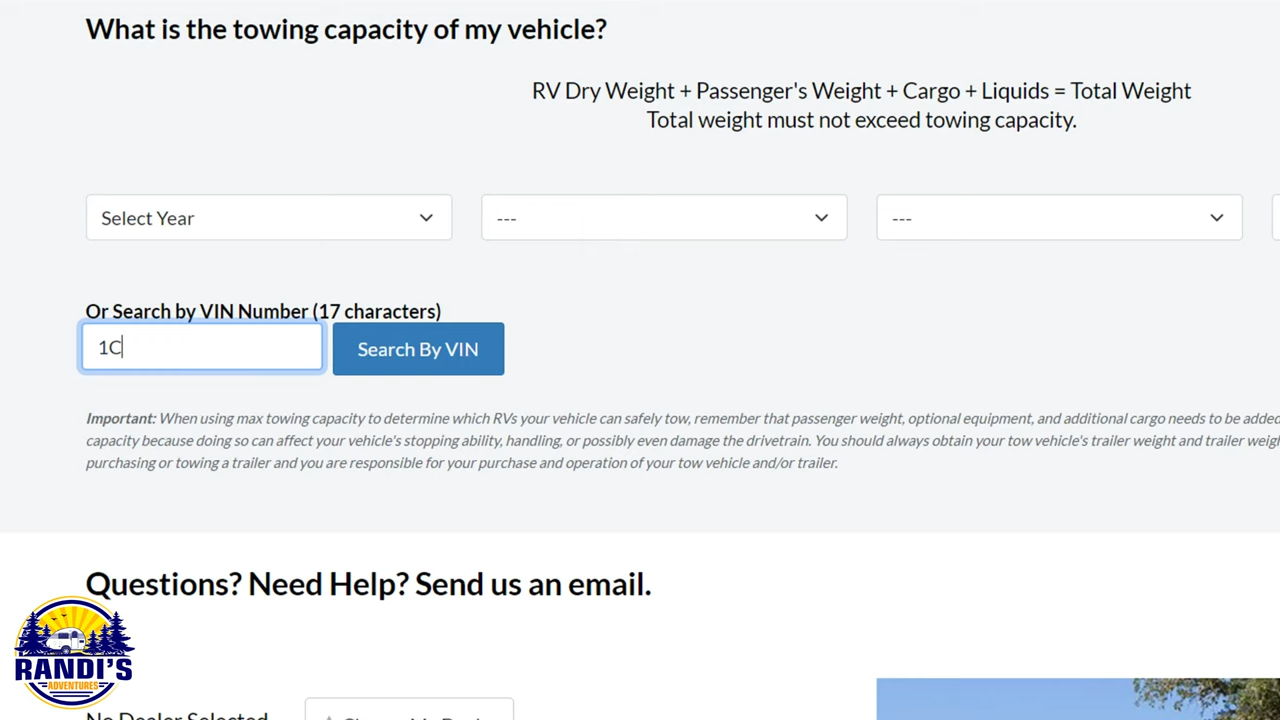 What is the towing capacity of my vehicle?
RV Dry Weight + Passenger's Weight + Cargo + Liquids = Total Weight
Total weight must not exceed towing capacity.
Select Year
---
---
Or Search by VIN Number (17 characters)
1C
Search By VIN
Important: When using max towing capacity to determine which RVs your vehicle can safely tow, remember that passenger weight, optional equipment, and additional cargo needs to be added
capacity because doing so can affect your vehicle's stopping ability, handling, or possibly even damage the drivetrain. You should always obtain your tow vehicle's trailer weight and trailer weig
purchasing or towing a trailer and you are responsible for your purchase and operation of your tow vehicle and/or trailer.
Questions? Need Help? Send us an email.
RANDI'S
ADVENTURES
No Dealer Selected